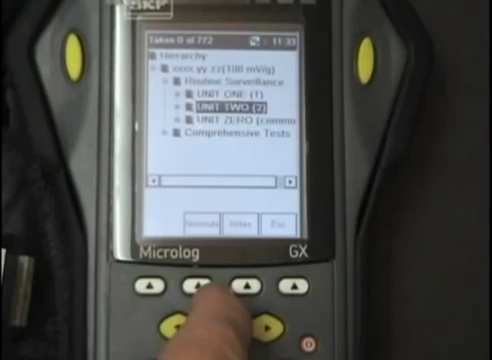 SKF
Taken 0 of 772 11:33
Hierarchy
xxxx.yy.zz(100 mV/g)
Routine Surveillance
UNIT ONE (1)
UNIT TWO (2)
UNIT ZERO (commo
Comprehensive Tests
Notes Esc
Microlog GX